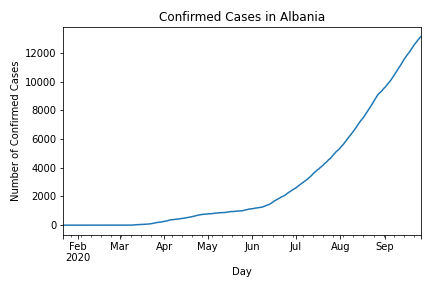 Confirmed Cases in Albania
Number of Confirmed Cases
12000
10000
8000
6000
4000
2000
0
Feb Mar Apr May Jun Jul Aug Sep
2020
Day